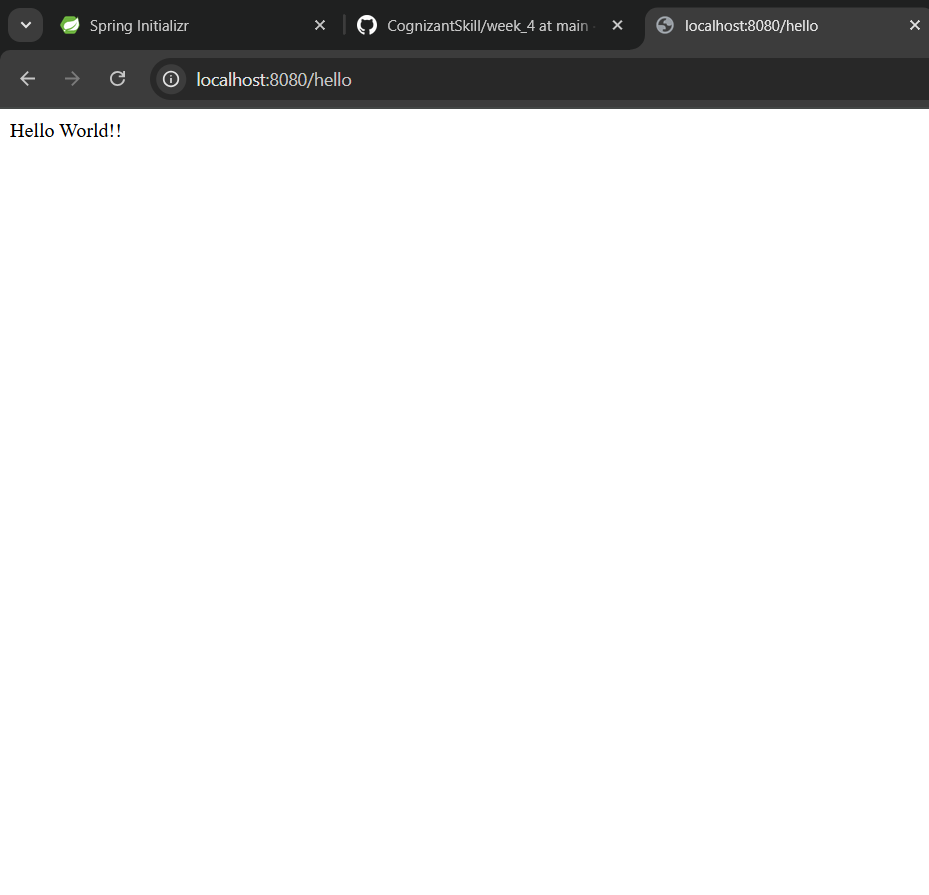 Spring Initializr
CognizantSkill/week_4 at main
localhost:8080/hello
localhost:8080/hello
Hello World!!